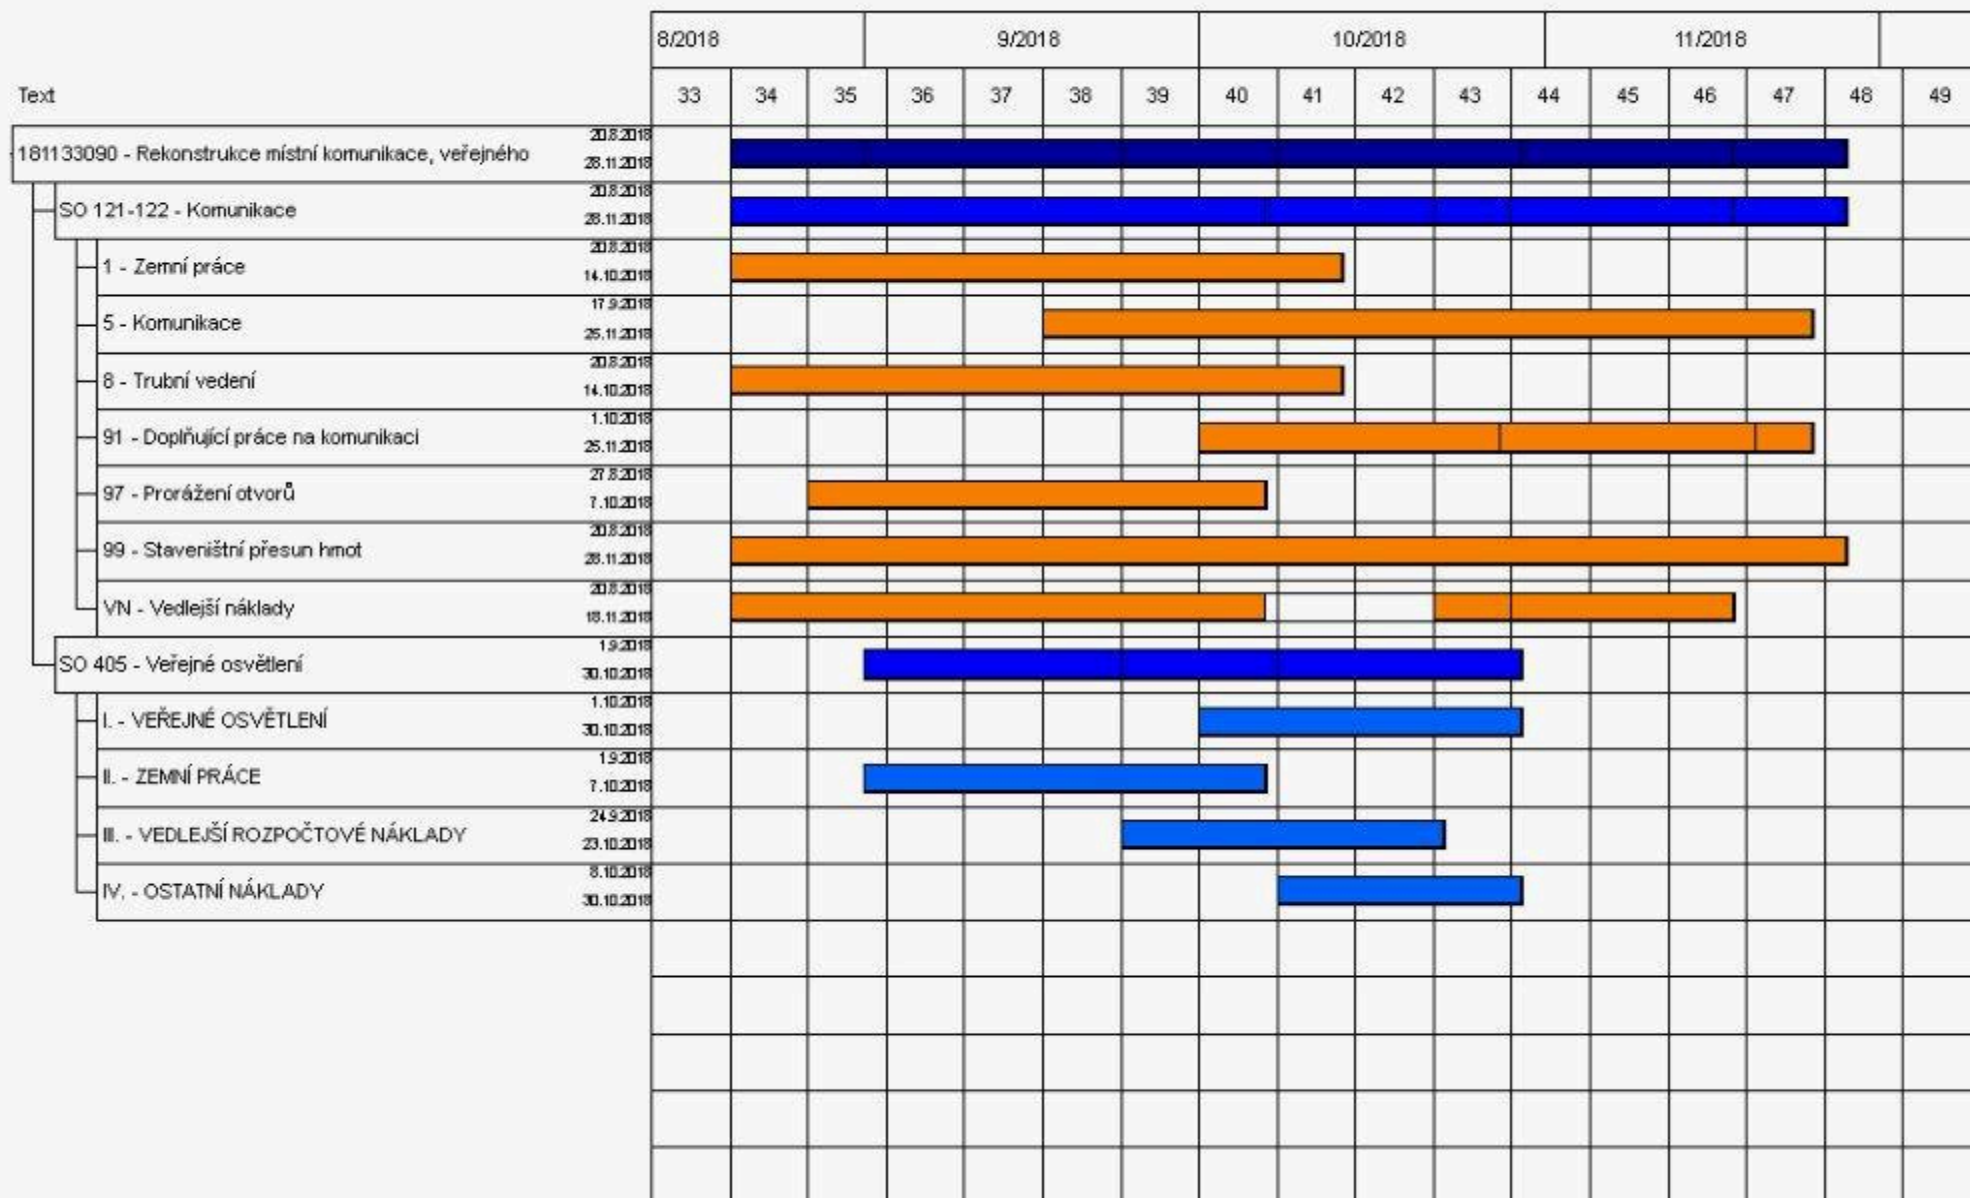 8/2018 9/2018 10/2018 11/2018
Text 33 34 35 36 37 38 39 40 41 42 43 44 45 46 47 48 49
20.8.2018
181133090 - Rekonstrukce místní komunikace, veřejného
28.11.2018
20.8.2018
SO 121-122 - Komunikace
28.11.2018
20.8.2018
1 - Zemní práce
14.10.2018
17.9.2018
5 - Komunikace
25.11.2018
20.8.2018
8 - Trubní vedení
14.10.2018
1.10.2018
91 - Doplňující práce na komunikaci
25.11.2018
27.8.2018
97 - Prorážení otvorů
7.10.2018
20.8.2018
99 - Staveništní přesun hmot
28.11.2018
20.8.2018
VN - Vedlejší náklady
18.11.2018
1.9.2018
SO 405 - Veřejné osvětlení
30.10.2018
1.10.2018
I. - VEŘEJNÉ OSVĚTLENÍ
30.10.2018
1.9.2018
II. - ZEMNÍ PRÁCE
7.10.2018
24.9.2018
III. - VEDLEJŠÍ ROZPOČTOVÉ NÁKLADY
23.10.2018
8.10.2018
IV. - OSTATNÍ NÁKLADY
30.10.2018